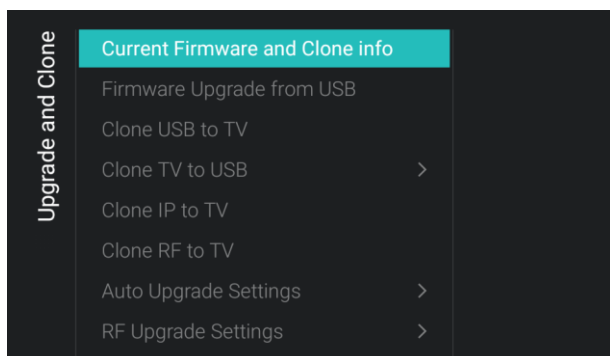 Upgrade and Clone
Current Firmware and Clone info
Firmware Upgrade from USB
Clone USB to TV
Clone TV to USB
Clone IP to TV
Clone RF to TV
Auto Upgrade Settings
RF Upgrade Settings